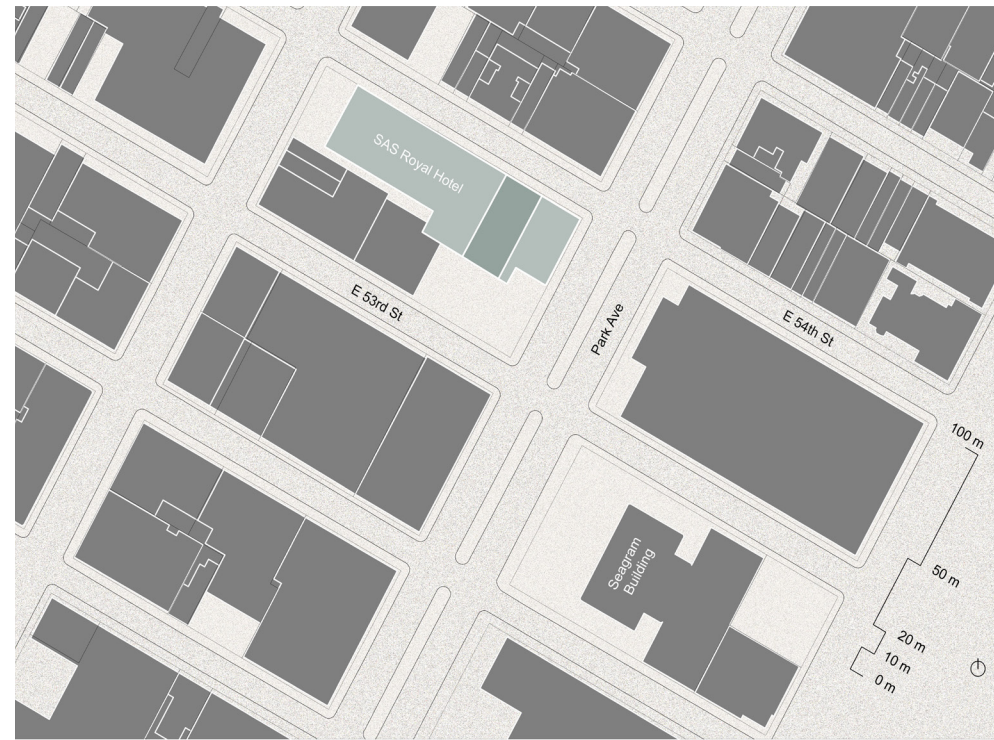 SAS Royal Hotel
E 53rd St
Park Ave
E 54th St
Seagram
Building
100 m
50 m
20 m
10 m
0 m